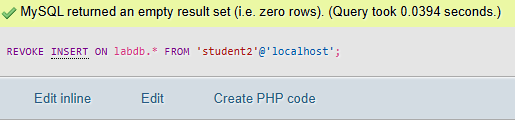 MySQL returned an empty result set (i.e. zero rows). (Query took 0.0394 seconds.)
REVOKE INSERT ON labdb.* FROM 'student2'@'localhost';
Edit inline Edit Create PHP code